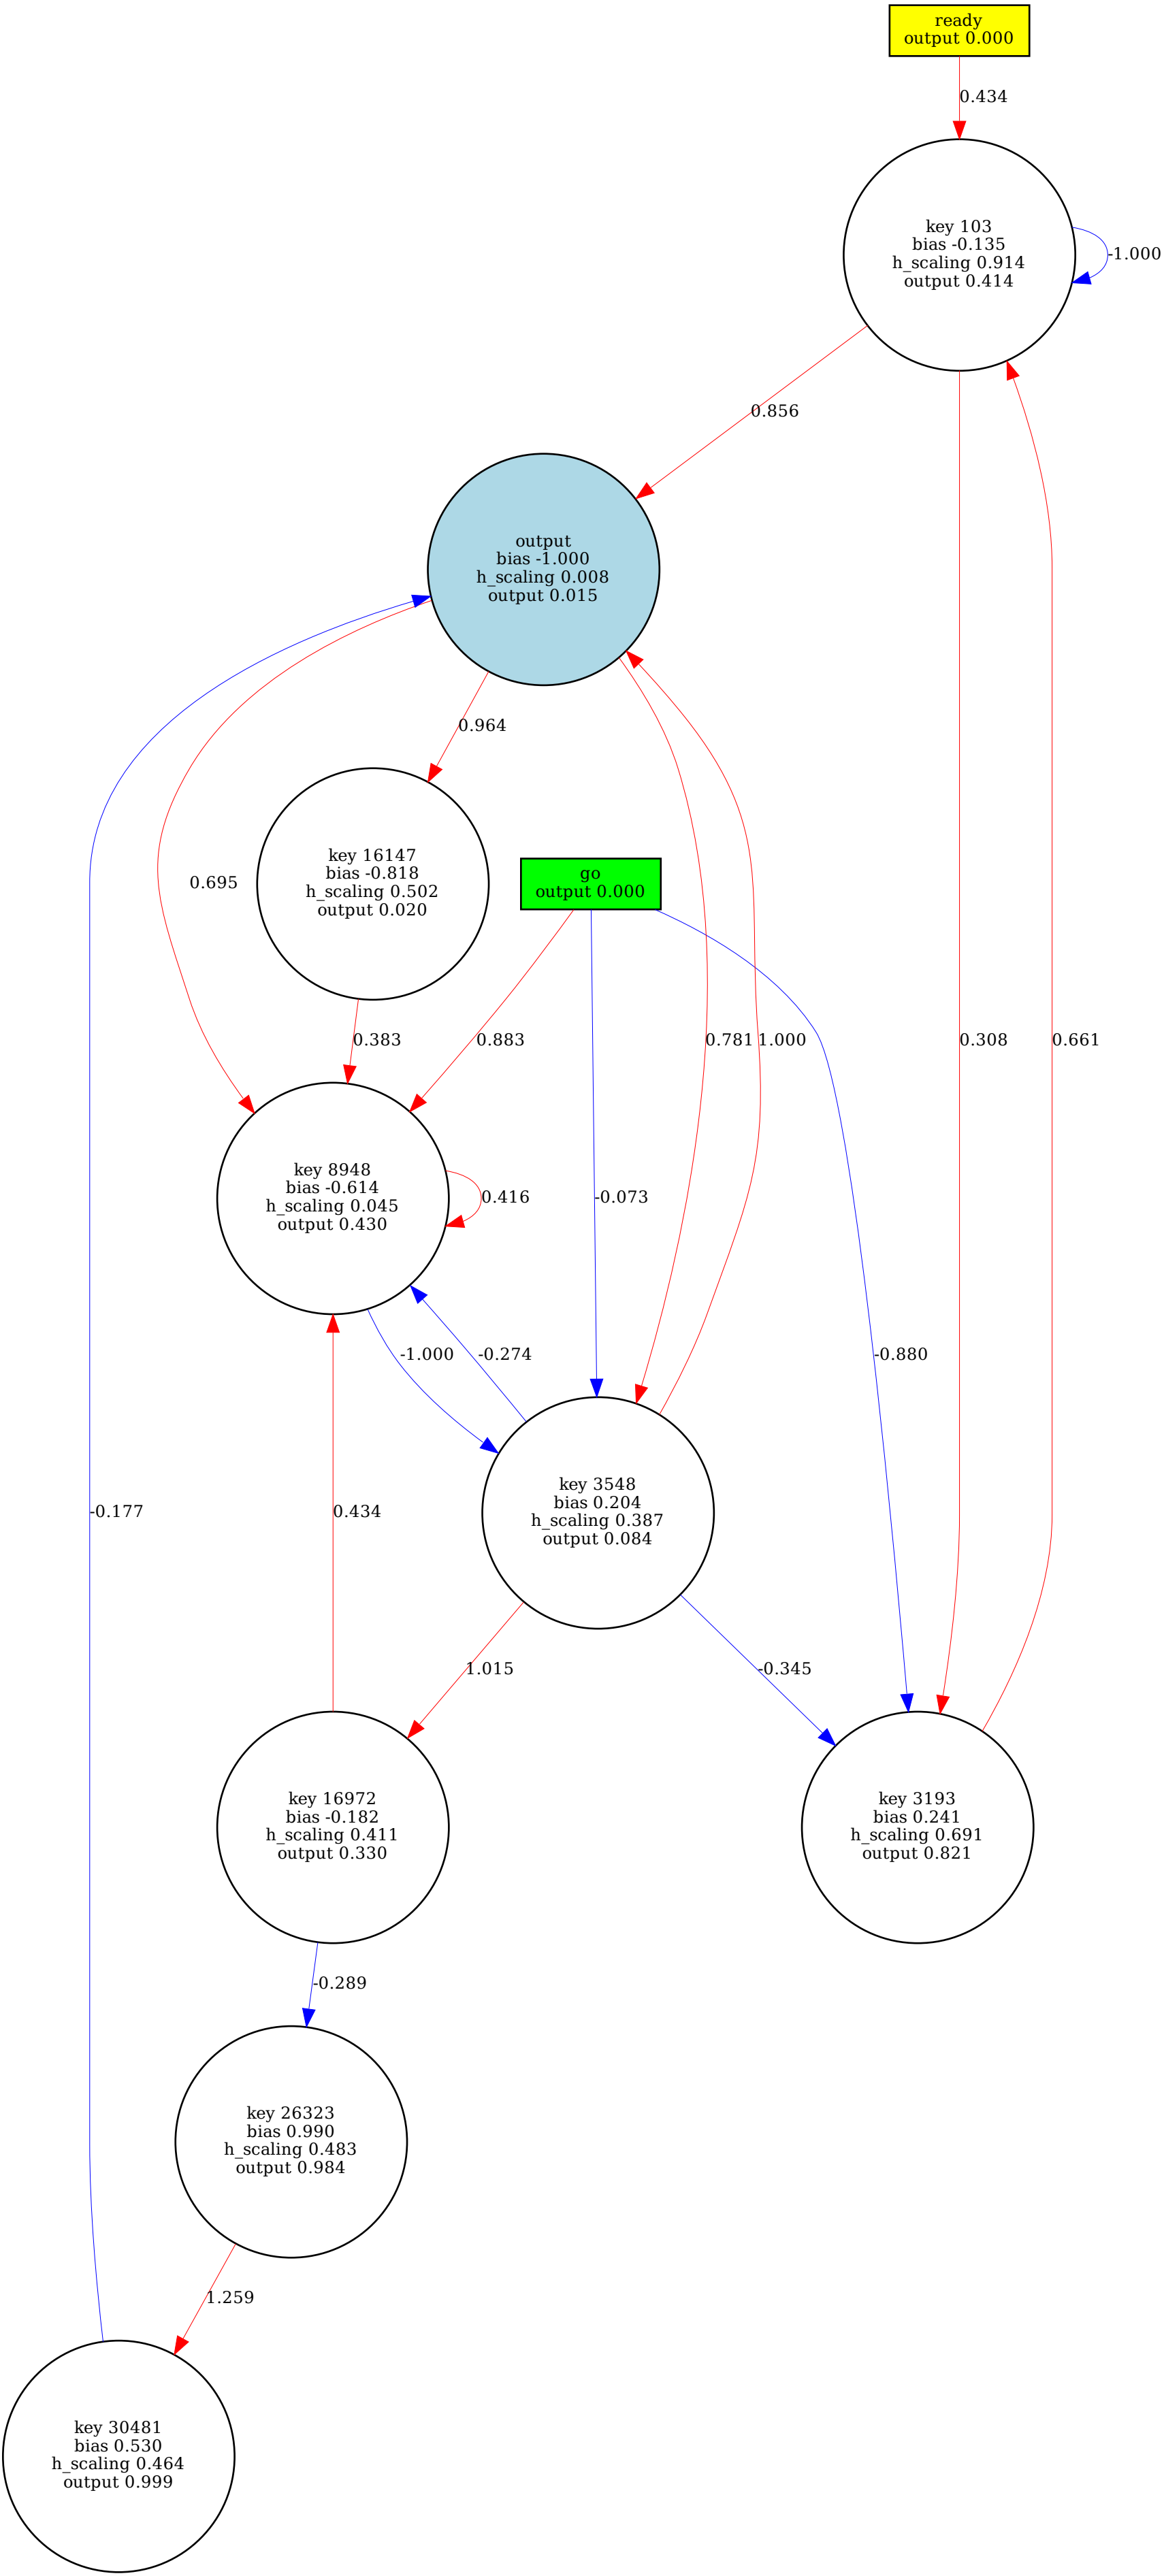 ready
output 0.000
0.434
key 103
bias -0.135
h_scaling 0.914
output 0.414
-1.000
0.856
output
bias -1.000
h_scaling 0.008
output 0.015
0.964
key 16147
bias -0.818
h_scaling 0.502
output 0.020
go
output 0.000
0.695
0.383
0.883
0.781
1.000
0.308
0.661
key 8948
bias -0.614
h_scaling 0.045
output 0.430
0.416
-0.073
-1.000
-0.274
-0.880
key 3548
bias 0.204
h_scaling 0.387
output 0.084
-0.177
0.434
1.015
-0.345
key 16972
bias -0.182
h_scaling 0.411
output 0.330
key 3193
bias 0.241
h_scaling 0.691
output 0.821
-0.289
key 26323
bias 0.990
h_scaling 0.483
output 0.984
1.259
key 30481
bias 0.530
h_scaling 0.464
output 0.999